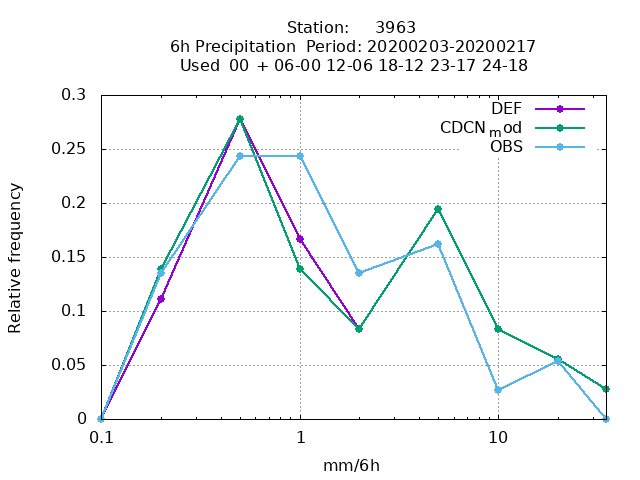 Station:     3963
6h Precipitation  Period: 20200203-20200217
Used  00 + 06-00 12-06 18-12 23-17 24-18
DEF
CDCN_mod
OBS
0.3
0.25
0.2
0.15
0.1
0.05
0
Relative frequency
0.1 1 10
mm/6h